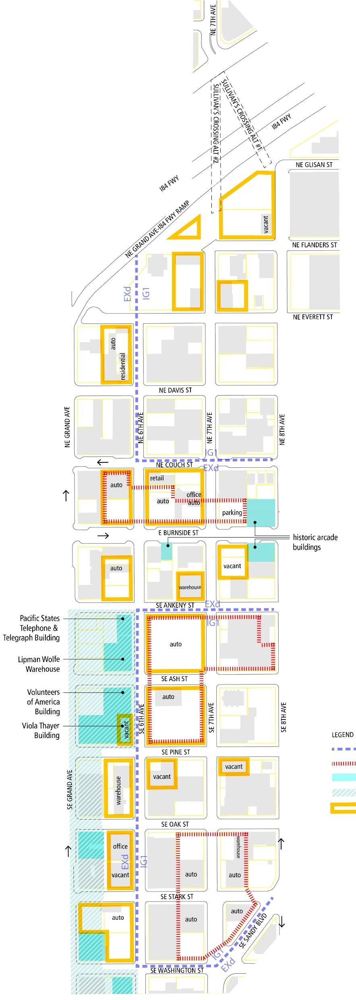 NE 7TH AVE
SULLIVAN'S CROSSING ALT #1
SULLIVAN'S CROSSING ALT #2
I84 FWY
I84 FWY
NE GLISAN ST
NE GRAND AVE-I84 FWY RAMP
vacant
NE FLANDERS ST
EXd
IG1
NE EVERETT ST
auto
residential
NE DAVIS ST
NE GRAND AVE
NE 6TH AVE
NE 7TH AVE
NE 8TH AVE
IG1
NE COUCH ST
EXd
retail
auto
office
auto
auto
parking
E BURNSIDE ST
historic arcade
buildings
auto
vacant
warehouse
SE ANKENY ST
EXd
IG1
Pacific States
Telephone &
Telegraph Building
auto
Lipman Wolfe
Warehouse
SE ASH ST
Volunteers
of America
Building
auto
SE 6TH AVE
SE 7TH AVE
SE 8TH AVE
Viola Thayer
Building
vacant
LEGEND
SE PINE ST
vacant
vacant
SE GRAND AVE
warehouse
SE OAK ST
office
warehouse
EXd
IG1
vacant
auto
auto
SE STARK ST
auto
auto
auto
SE SANDY BLVD
IG1
EXd
SE WASHINGTON ST